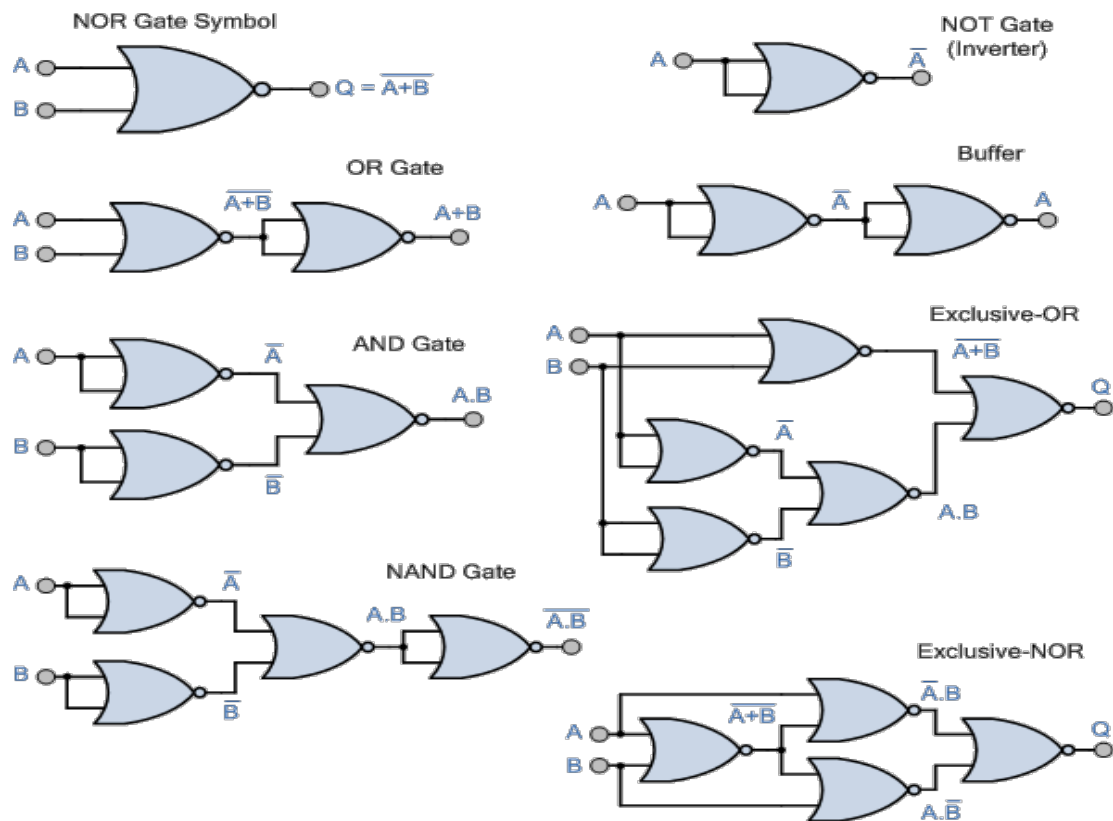 NOR Gate Symbol
A
B
Q = A̅+̅B̅
NOT Gate
(Inverter)
A
A̅
OR Gate
A
B
A̅+̅B̅
A+B
Buffer
A
A̅
A
AND Gate
A
B
A̅
B̅
A.B
Exclusive-OR
A
B
A̅+̅B̅
A̅
B̅
A.B
Q
NAND Gate
A
B
A̅
B̅
A.B
A̅.̅B̅
Exclusive-NOR
A
B
A̅+̅B̅
A̅.B
A.B̅
Q